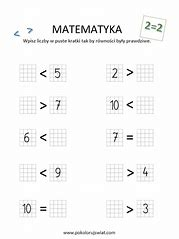 MATEMATYKA
2=2
< >
Wpisz liczby w puste kratki tak by równości były prawdziwe.
< 5 2 >
> 7 10 <
< 6 7 =
< 9 6 >
10 = > 3
www.pokolorujswiat.com